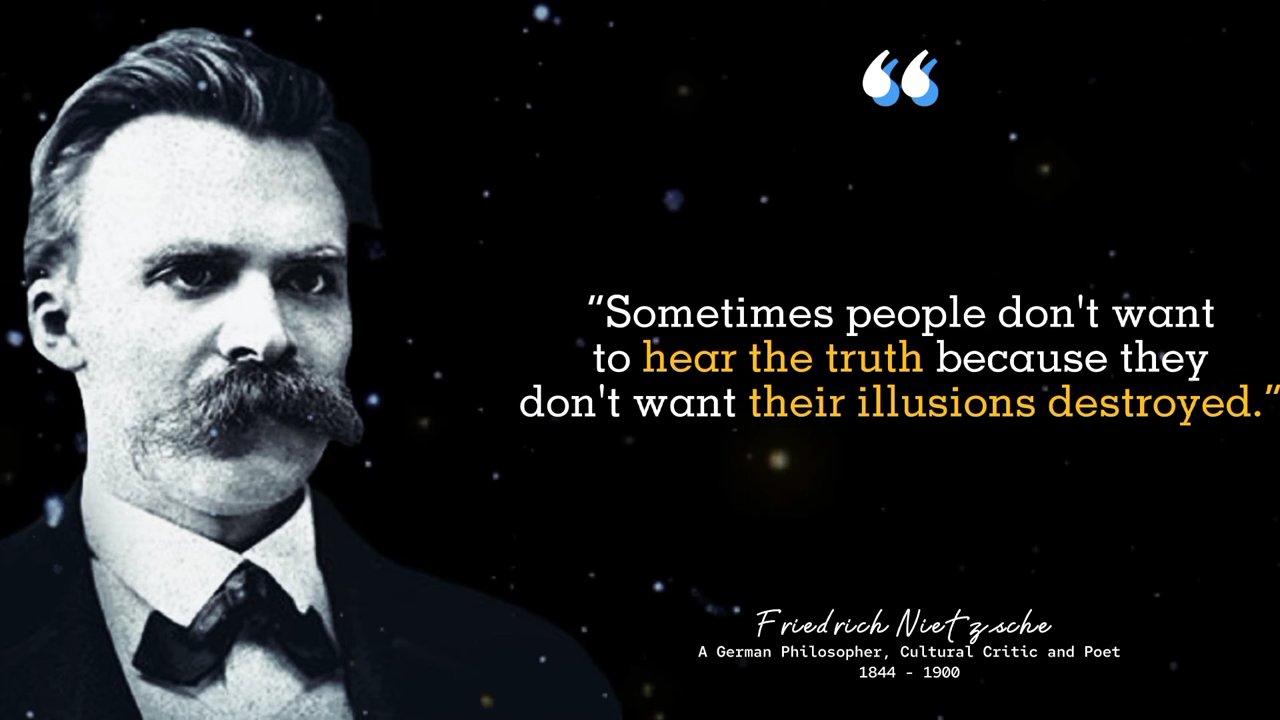 “
"Sometimes people don't want
to hear the truth because they
don't want their illusions destroyed."
Friedrich Nietzsche
A German Philosopher, Cultural Critic and Poet
1844 - 1900